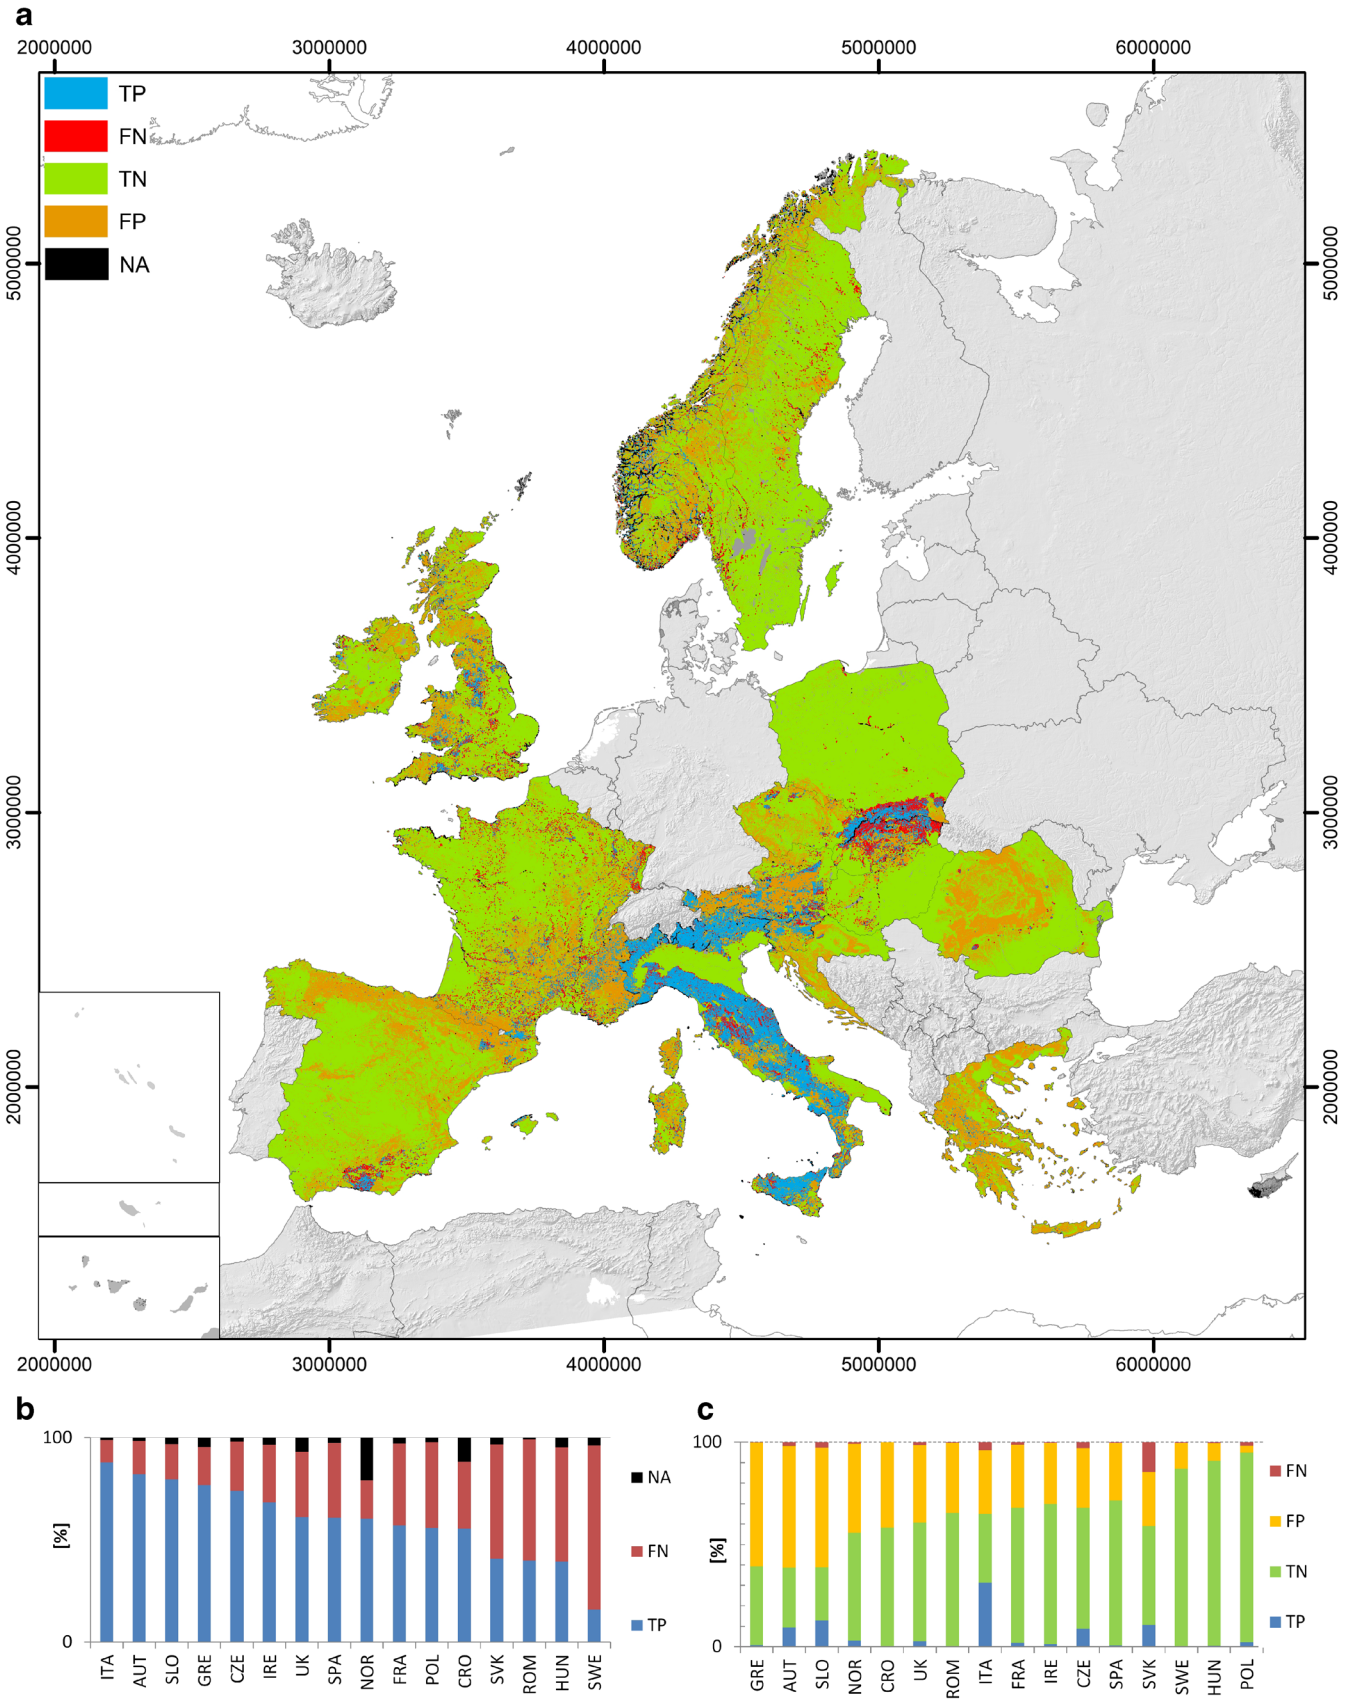 a
2000000 3000000 4000000 5000000 6000000
TP
FN
TN
FP
NA
5000000 5000000
4000000 4000000
3000000 3000000
2000000 2000000
2000000 3000000 4000000 5000000 6000000
b
100
[%]
0
ITA AUT SLO GRE CZE IRE UK SPA NOR FRA POL CRO SVK ROM HUN SWE
NA
FN
TP
c
100
[%]
0
GRE AUT SLO NOR CRO UK ROM ITA FRA IRE CZE SPA SVK SWE HUN POL
FN
FP
TN
TP